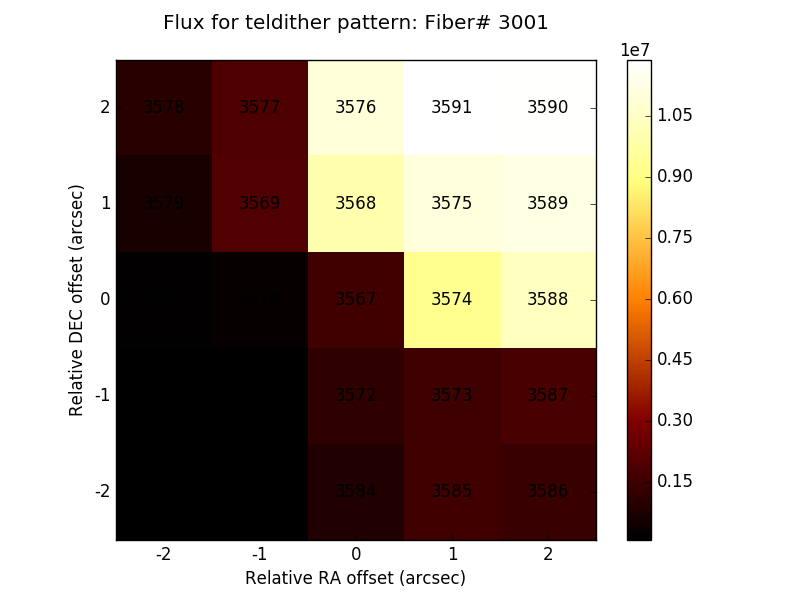 Flux for teldither pattern: Fiber# 3001
1e7
2 3578 3577 3576 3591 3590 1.05
1 3579 3569 3568 3575 3589 0.90
0.75
0 3567 3574 3588 0.60
0.45
-1 3572 3573 3587 0.30
-2 3584 3585 3586 0.15
-2 -1 0 1 2
Relative RA offset (arcsec)
Relative DEC offset (arcsec)